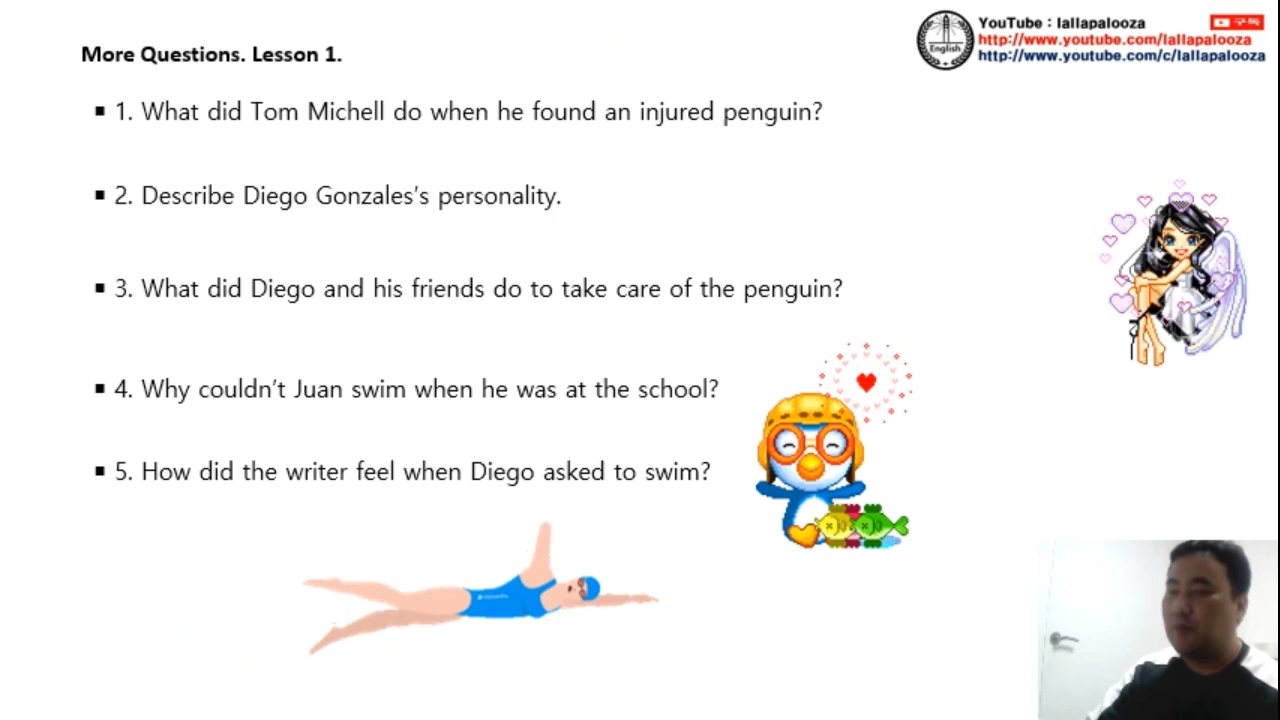 YouTube : lallapalooza
구독
http://www.youtube.com/lallapalooza
http://www.youtube.com/c/lallapalooza
English
More Questions. Lesson 1.
1. What did Tom Michell do when he found an injured penguin?
2. Describe Diego Gonzales's personality.
3. What did Diego and his friends do to take care of the penguin?
4. Why couldn't Juan swim when he was at the school?
5. How did the writer feel when Diego asked to swim?